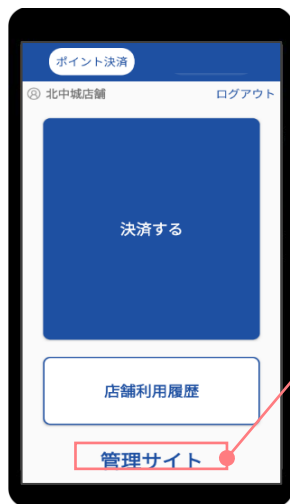 ポイント決済
北中城店舗 ログアウト
決済する
店舗利用履歴
管理サイト